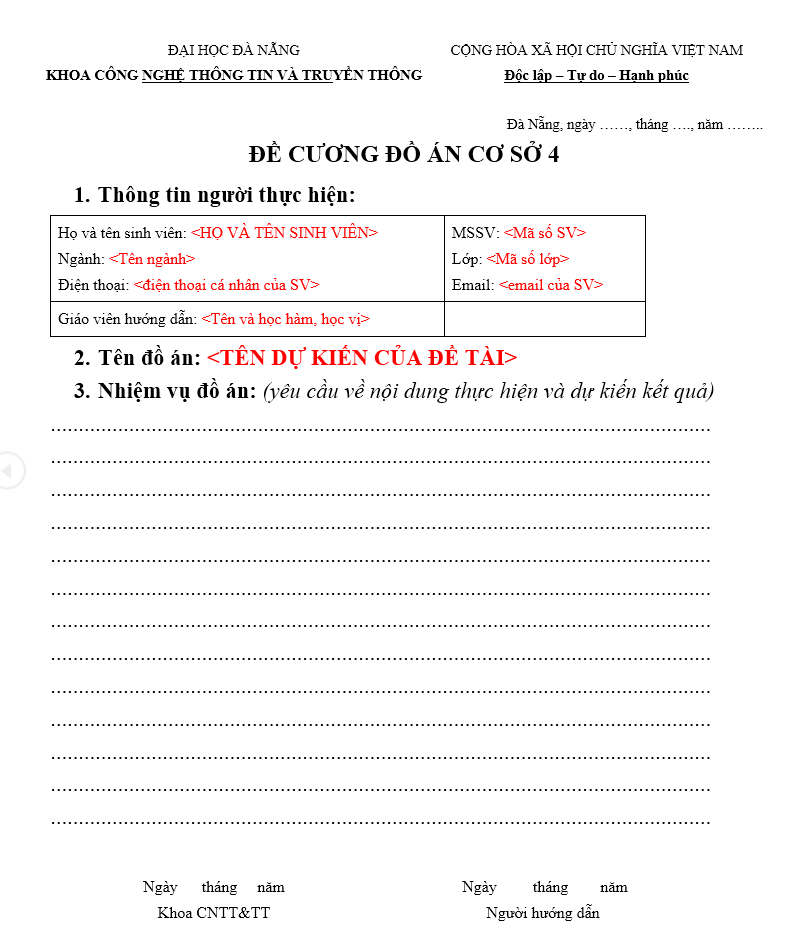 ĐẠI HỌC ĐÀ NẴNG
CỘNG HÒA XÃ HỘI CHỦ NGHĨA VIỆT NAM
KHOA CÔNG NGHỆ THÔNG TIN VÀ TRUYỀN THÔNG
Độc lập – Tự do – Hạnh phúc
Đà Nẵng, ngày ……, tháng …., năm ……..
ĐỀ CƯƠNG ĐỒ ÁN CƠ SỞ 4
1. Thông tin người thực hiện:
Họ và tên sinh viên: <HỌ VÀ TÊN SINH VIÊN>
Ngành: <Tên ngành>
Điện thoại: <điện thoại cá nhân của SV>
MSSV: <Mã số SV>
Lớp: <Mã số lớp>
Email: <email của SV>
Giáo viên hướng dẫn: <Tên và học hàm, học vị>
2. Tên đồ án: <TÊN DỰ KIẾN CỦA ĐỀ TÀI>
3. Nhiệm vụ đồ án: (yêu cầu về nội dung thực hiện và dự kiến kết quả)
Ngày tháng năm
Khoa CNTT&TT
Ngày tháng năm
Người hướng dẫn